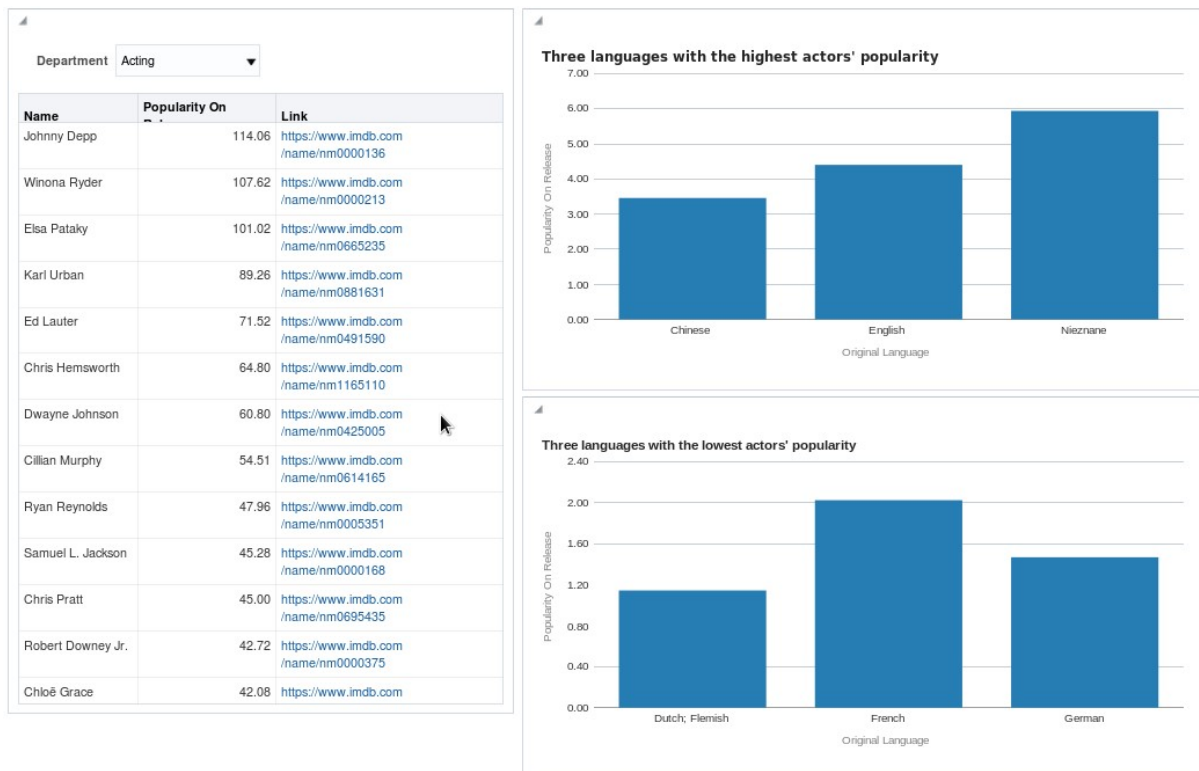 Department Acting
Name Popularity On Link
Johnny Depp 114.06 https://www.imdb.com
/name/nm0000136
Winona Ryder 107.62 https://www.imdb.com
/name/nm0000213
Elsa Pataky 101.02 https://www.imdb.com
/name/nm0665235
Karl Urban 89.26 https://www.imdb.com
/name/nm0881631
Ed Lauter 71.52 https://www.imdb.com
/name/nm0491590
Chris Hemsworth 64.80 https://www.imdb.com
/name/nm1165110
Dwayne Johnson 60.80 https://www.imdb.com
/name/nm0425005
Cillian Murphy 54.51 https://www.imdb.com
/name/nm0614165
Ryan Reynolds 47.96 https://www.imdb.com
/name/nm0005351
Samuel L. Jackson 45.28 https://www.imdb.com
/name/nm0000168
Chris Pratt 45.00 https://www.imdb.com
/name/nm0695435
Robert Downey Jr. 42.72 https://www.imdb.com
/name/nm0000375
Chloë Grace 42.08 https://www.imdb.com
Three languages with the highest actors' popularity
7.00
6.00
5.00
4.00
3.00
2.00
1.00
0.00
Popularity On Release
Chinese English Nieznane
Original Language
Three languages with the lowest actors' popularity
2.40
2.00
1.60
1.20
0.80
0.40
0.00
Popularity On Release
Dutch; Flemish French German
Original Language